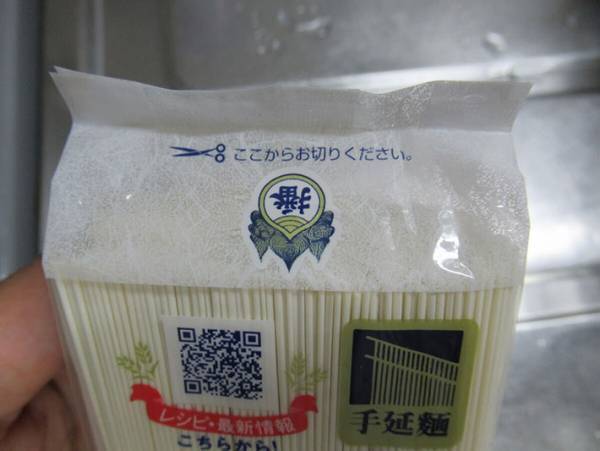 ここからお切りください。
播
レシピ・最新情報
こちらから!
手延麺